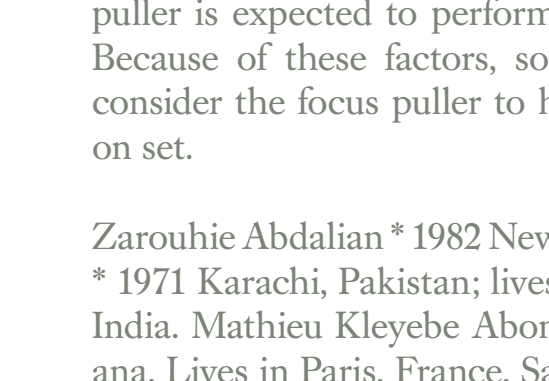 puller is expected to perform
Because of these factors, so
consider the focus puller to h
on set.
Zarouhie Abdalian * 1982 New
* 1971 Karachi, Pakistan; lives
India. Mathieu Kleyebe Abon
ana. Lives in Paris, France. Sa